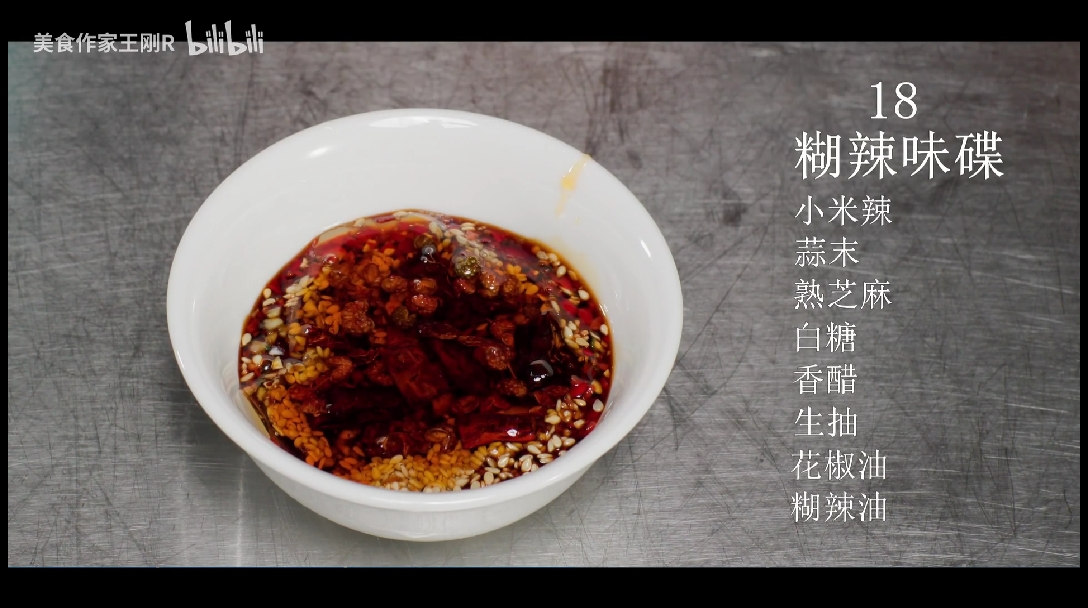 美食作家王刚R bilibili
18
糊辣味碟
小米辣
蒜末
熟芝麻
白糖
香醋
生抽
花椒油
糊辣油